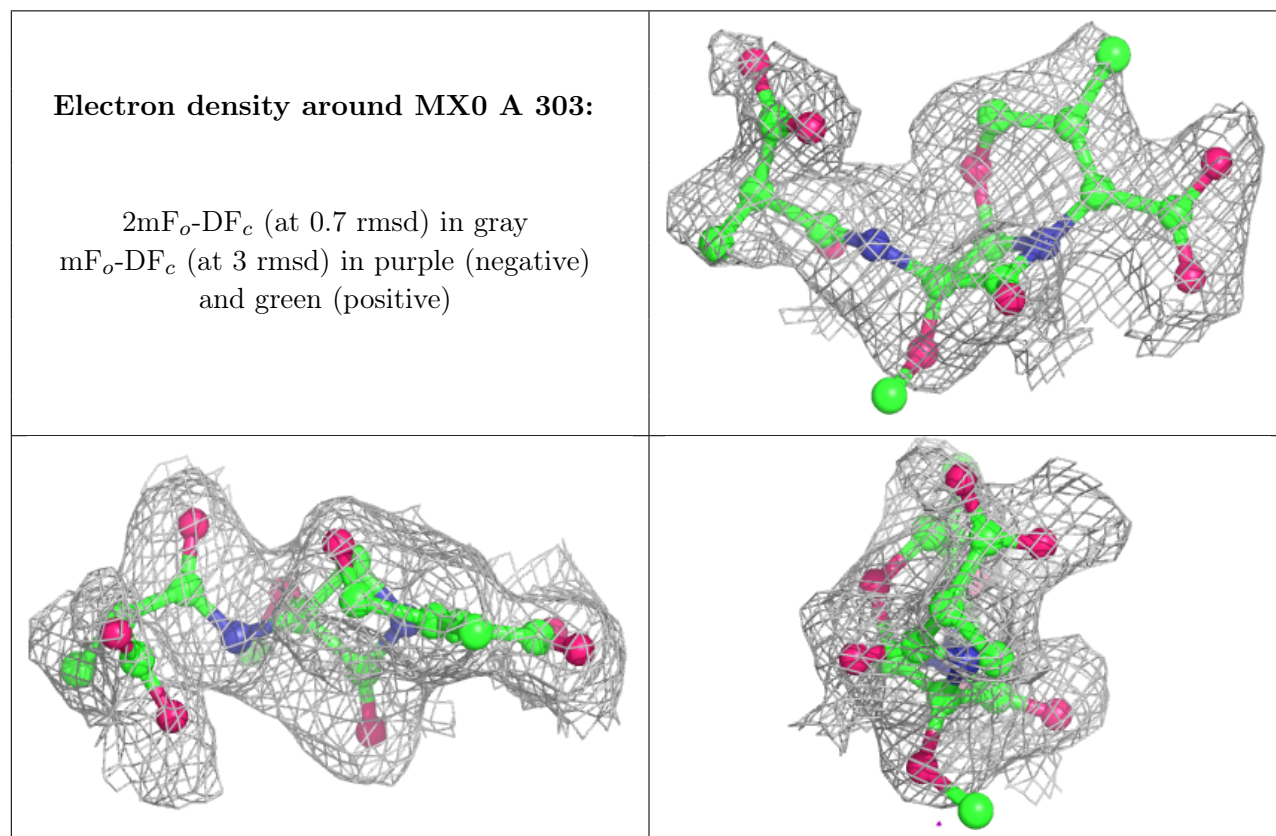 Electron density around MX0 A 303:
2mFo-DFc (at 0.7 rmsd) in gray
mFo-DFc (at 3 rmsd) in purple (negative)
and green (positive)